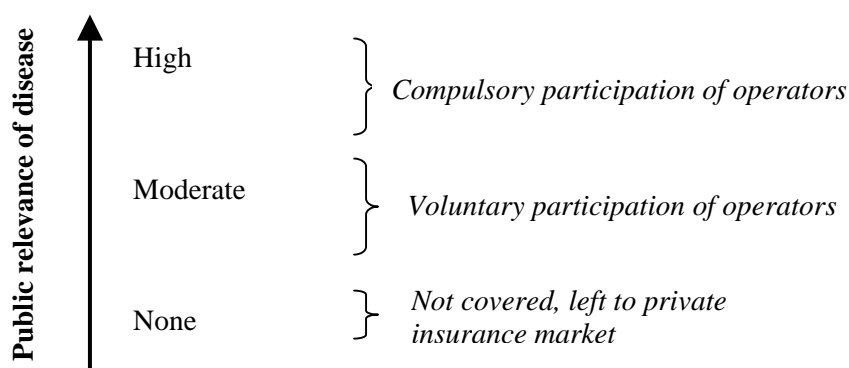 Public relevance of disease
High
Compulsory participation of operators
Moderate
Voluntary participation of operators
None
Not covered, left to private
insurance market